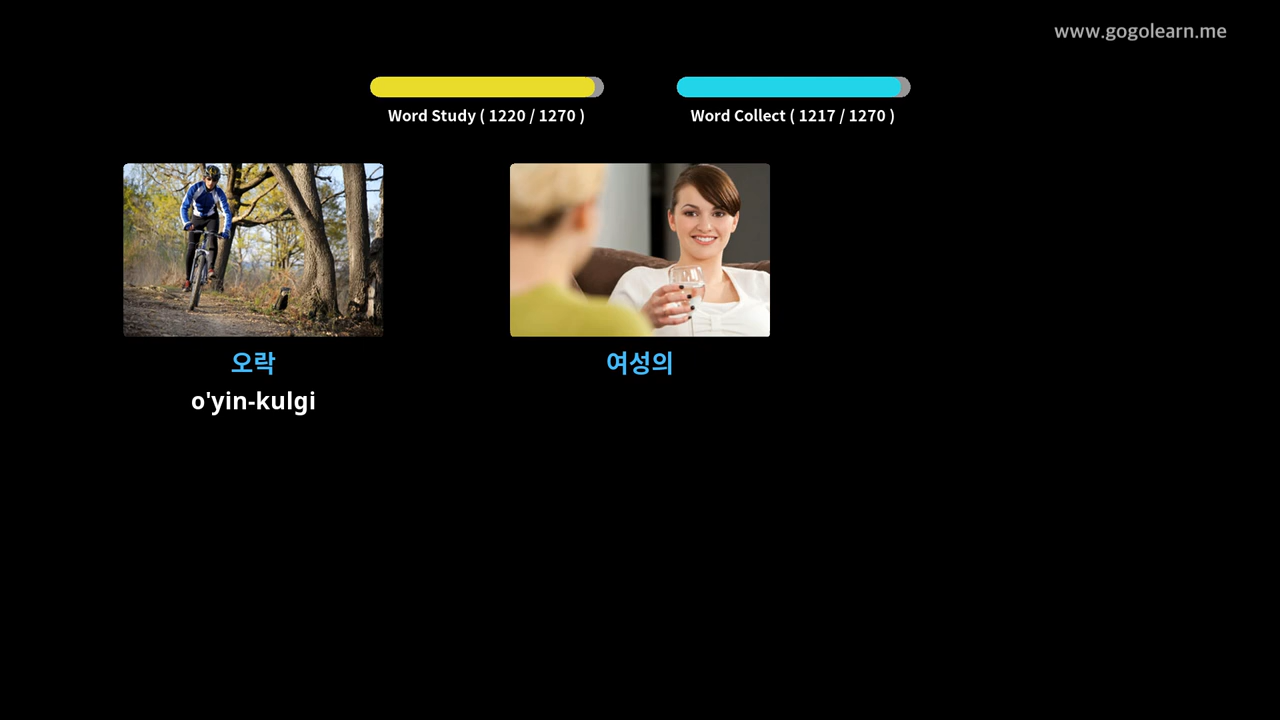 www.gogolearn.me
Word Study ( 1220 / 1270 )
Word Collect ( 1217 / 1270 )
오락
o'yin-kulgi
여성의